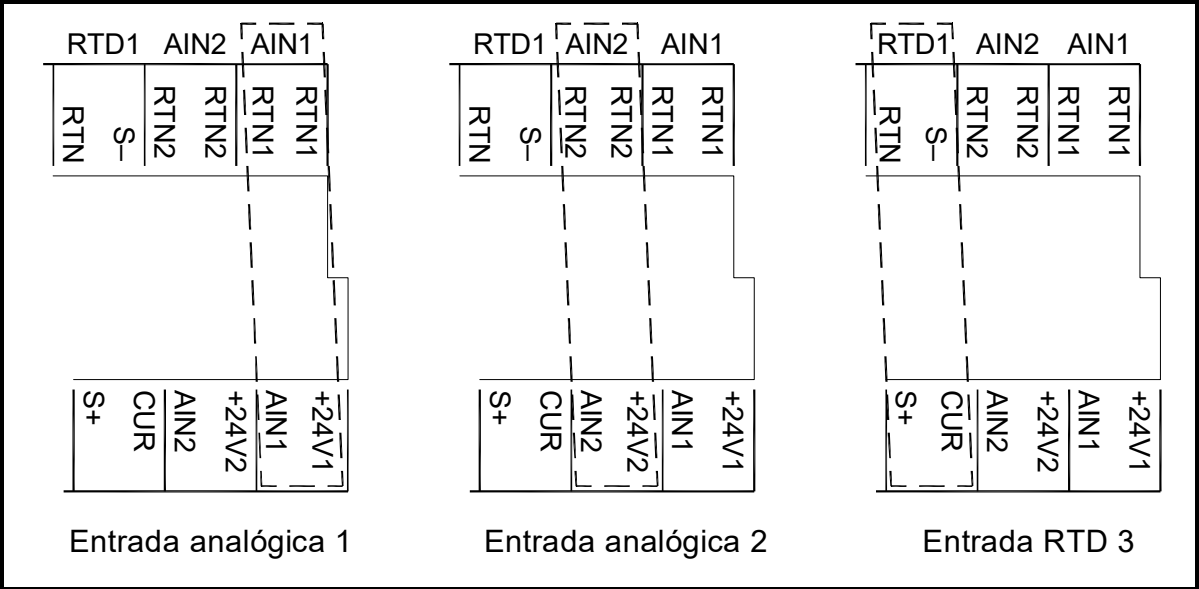 RTD1 AIN2 AIN1
RTN S– RTN2 RTN2 RTN1 RTN1
S+ CUR AIN2 +24V2 AIN1 +24V1
Entrada analógica 1
RTD1 AIN2 AIN1
RTN S– RTN2 RTN2 RTN1 RTN1
S+ CUR AIN2 +24V2 AIN1 +24V1
Entrada analógica 2
RTD1 AIN2 AIN1
RTN S– RTN2 RTN2 RTN1 RTN1
S+ CUR AIN2 +24V2 AIN1 +24V1
Entrada RTD 3